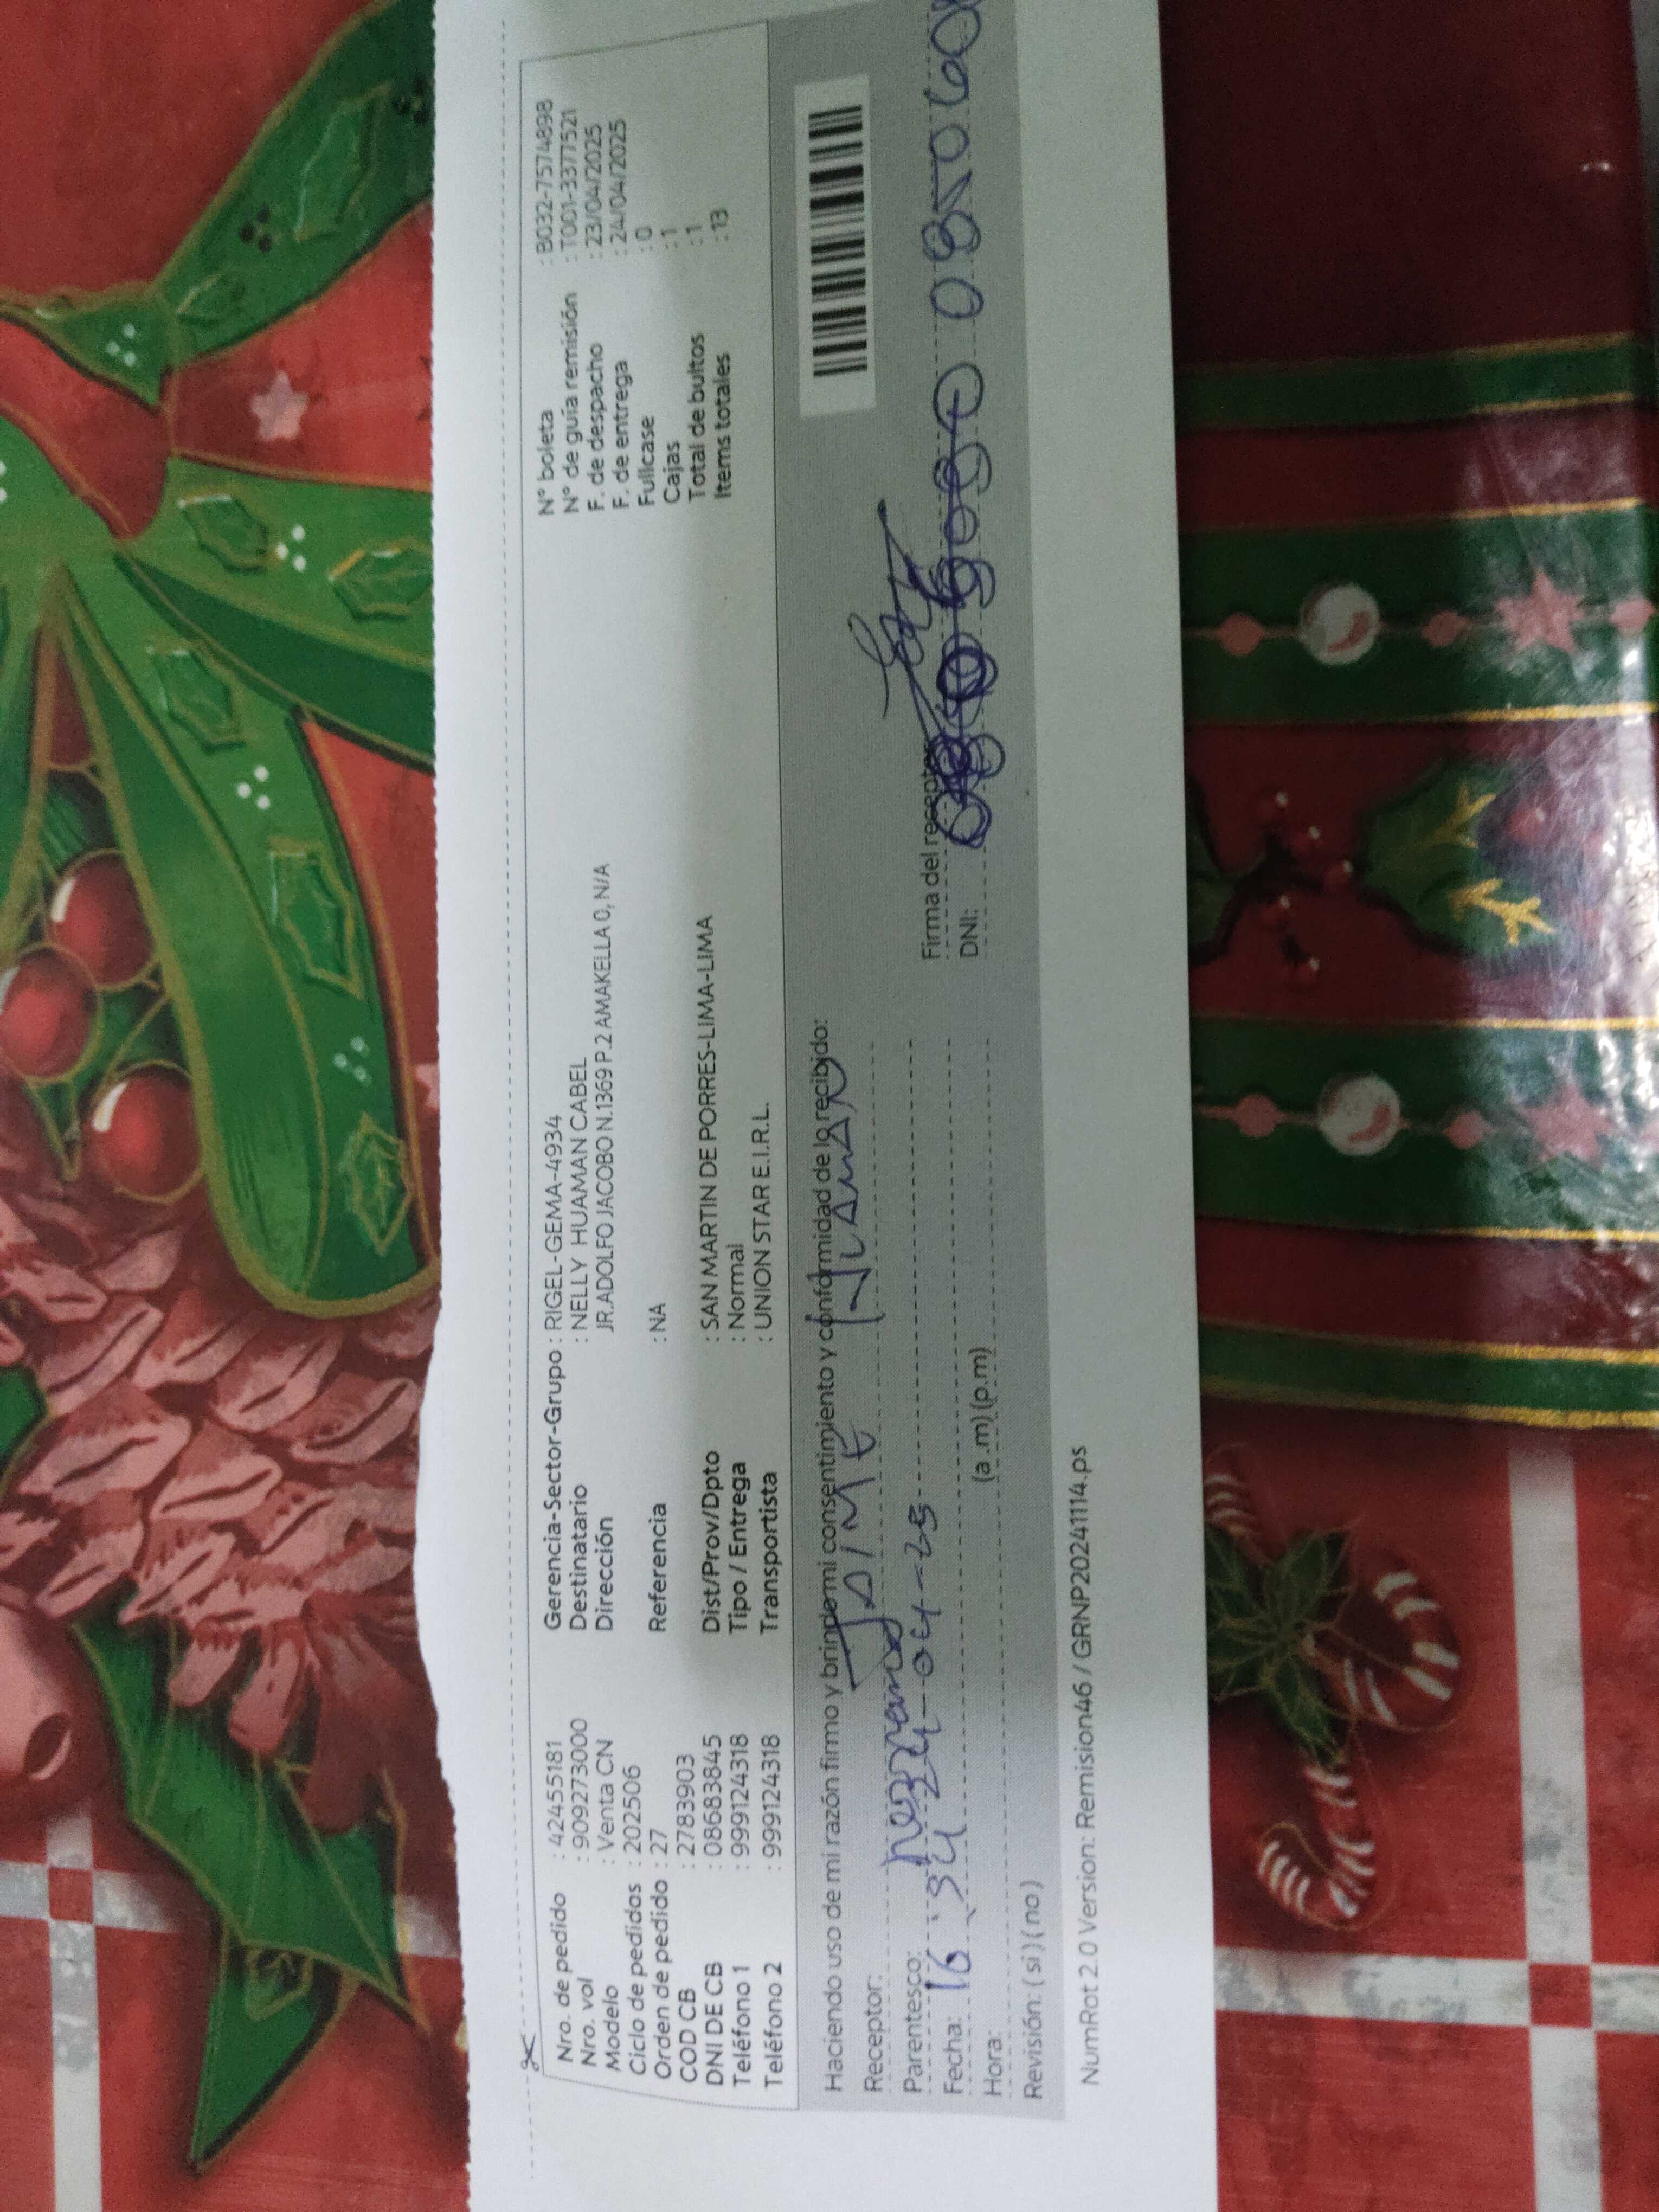 Nro. de pedido : 42455181
Nro. vol : 9092773000
Modelo : Venta CN
Ciclo de pedidos : 202506
Orden de pedido : 27
COD CB : 2783903
DNI DE CB : 08683845
Teléfono 1 : 999124318
Teléfono 2 : 999124318
Gerencia-Sector-Grupo : RIGEL-GEMA-4934
Destinatario : NELLY HUAMAN CABEL
Dirección JR.ADOLFO JACOBO N.1369 P.2 AMAKELLA 0, N/A
Referencia : NA
Dist/Prov/Dpto : SAN MARTIN DE PORRES-LIMA-LIMA
Tipo / Entrega : Normal
Transportista : UNION STAR E.I.R.L.
N° boleta : B032-7574898
N° de guía remisión : T001-3377521
F. de despacho : 23/04/2025
F. de entrega : 24/04/2025
Fullcase : 0
Cajas : 1
Total de bultos : 1
Items totales : 13
Haciendo uso de mi razón firmo y brindo mi consentimiento y conformidad de lo recibido:
Receptor: JAIME HUAMAN
Parentesco: hermano
Fecha: 16:34 24-04-25
Hora: (a .m) (p.m)
Revisión: ( si ) ( no )
Firma del receptor:
DNI:
NumRot 2.0 Version: Remision46 / GRNP20241114.ps